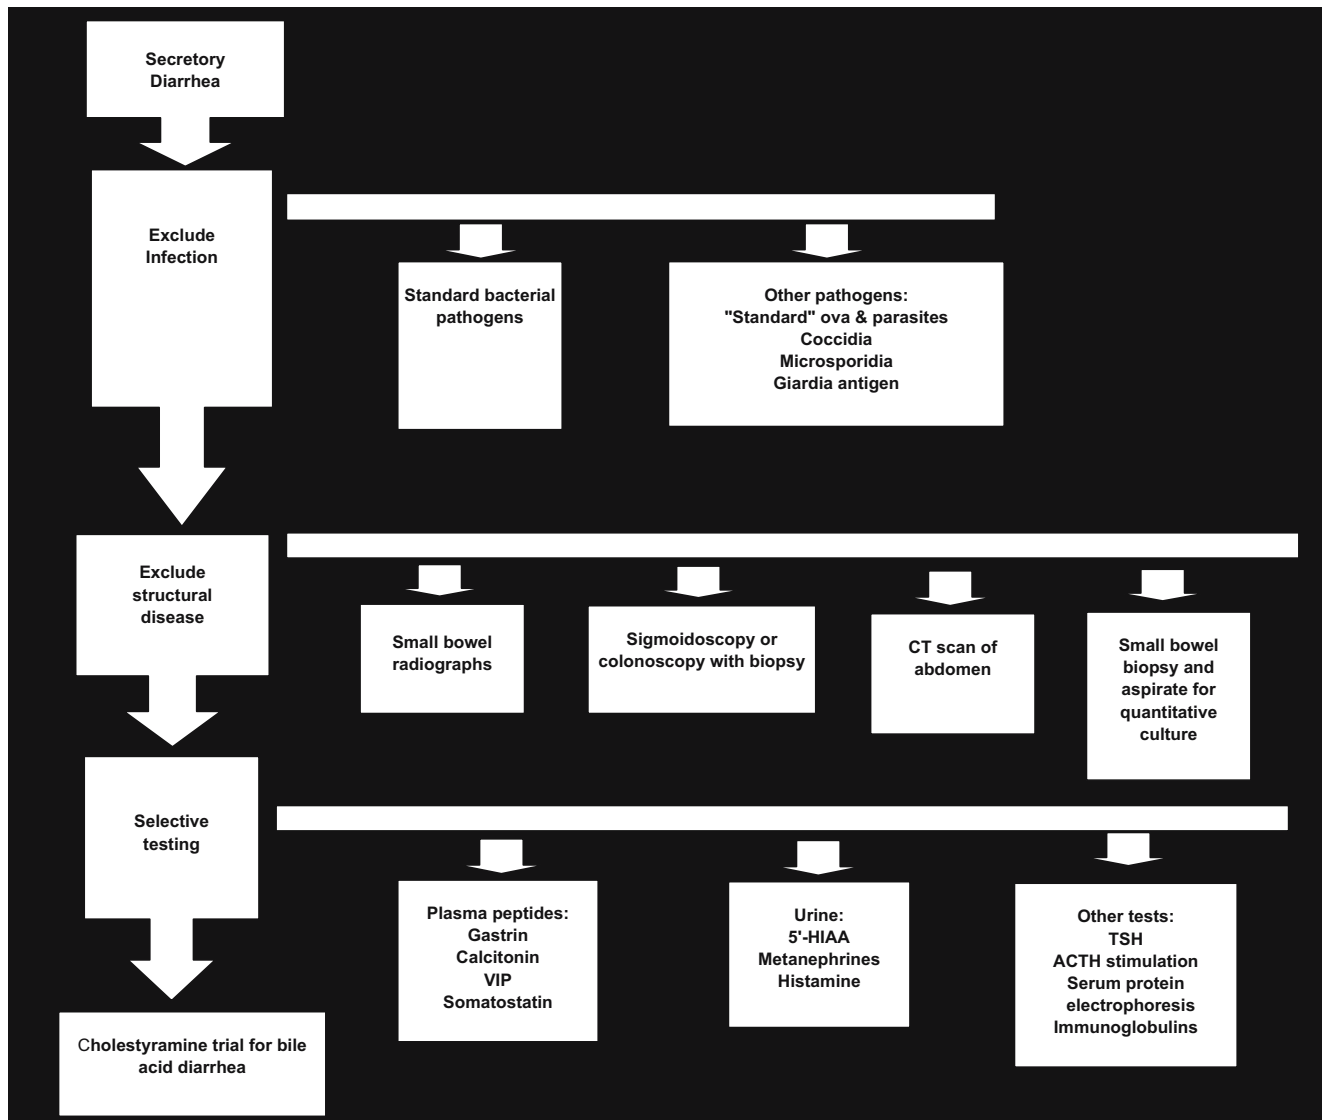 Secretory
Diarrhea
Exclude
Infection
Standard bacterial
pathogens
Other pathogens:
"Standard" ova & parasites
Coccidia
Microsporidia
Giardia antigen
Exclude
structural
disease
Small bowel
radiographs
Sigmoidoscopy or
colonoscopy with biopsy
CT scan of
abdomen
Small bowel
biopsy and
aspirate for
quantitative
culture
Selective
testing
Plasma peptides:
Gastrin
Calcitonin
VIP
Somatostatin
Urine:
5'-HIAA
Metanephrines
Histamine
Other tests:
TSH
ACTH stimulation
Serum protein
electrophoresis
Immunoglobulins
Cholestyramine trial for bile
acid diarrhea